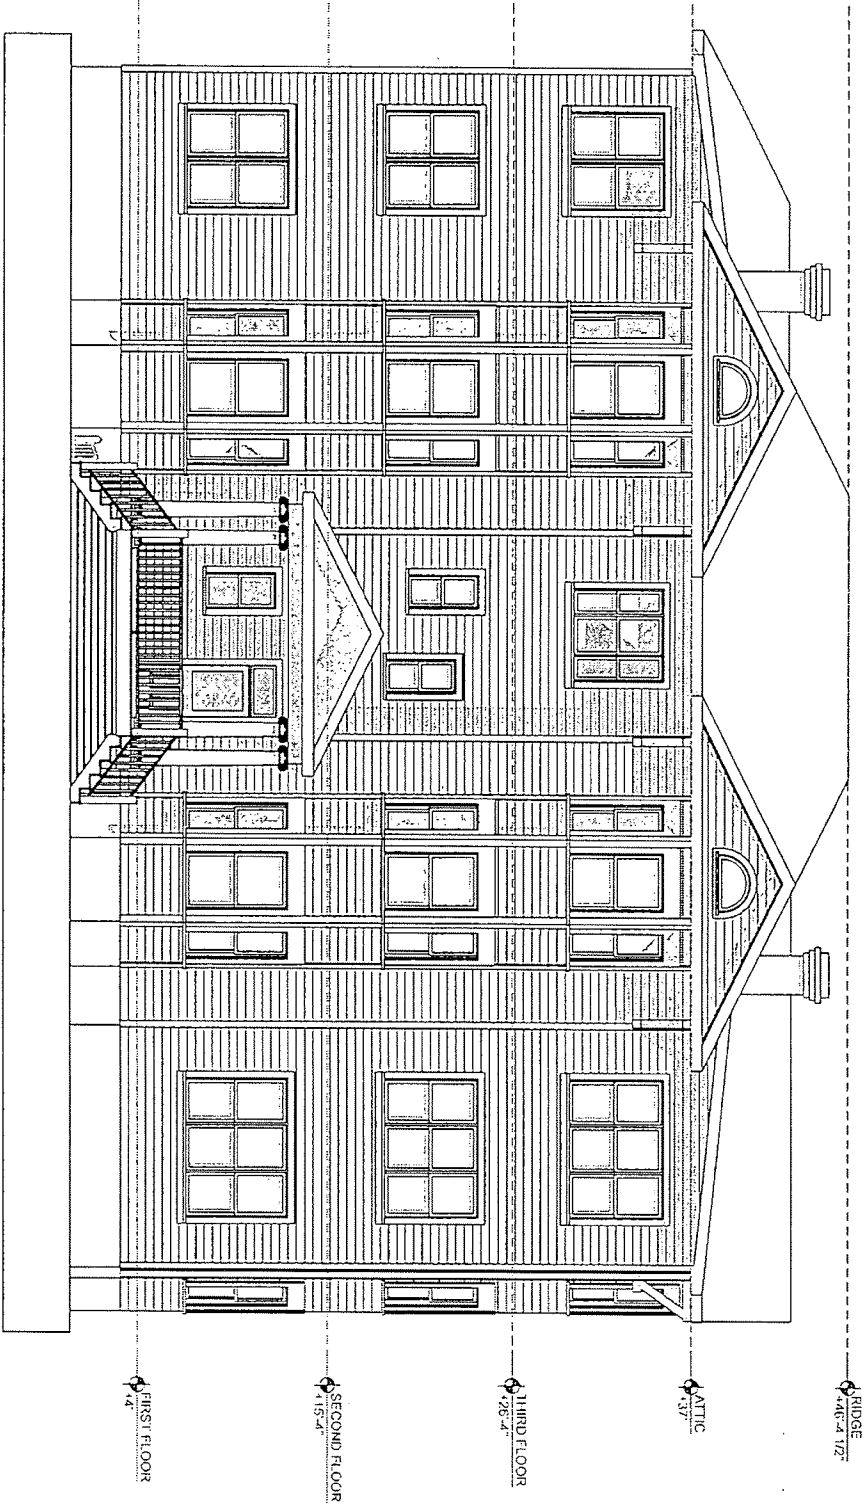 RIDGE
+46'-4 1/2"
ATTIC
+37'
THIRD FLOOR
+26'-4"
SECOND FLOOR
+15'-4"
FIRST FLOOR
+4'